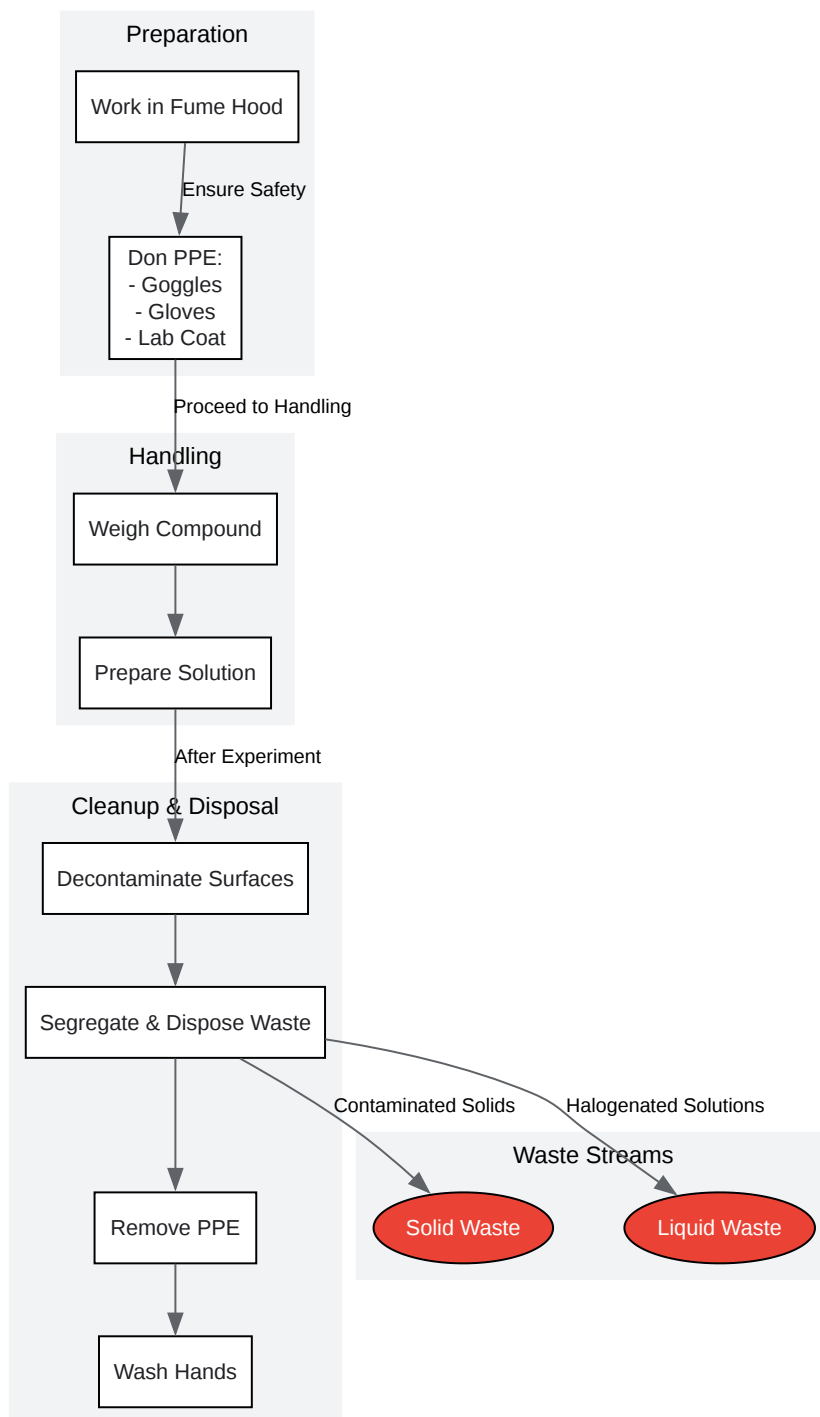 Preparation
Work in Fume Hood
Ensure Safety
Don PPE:
- Goggles
- Gloves
- Lab Coat
Proceed to Handling
Handling
Weigh Compound
Prepare Solution
After Experiment
Cleanup & Disposal
Decontaminate Surfaces
Segregate & Dispose Waste
Contaminated Solids
Halogenated Solutions
Waste Streams
Solid Waste
Liquid Waste
Remove PPE
Wash Hands